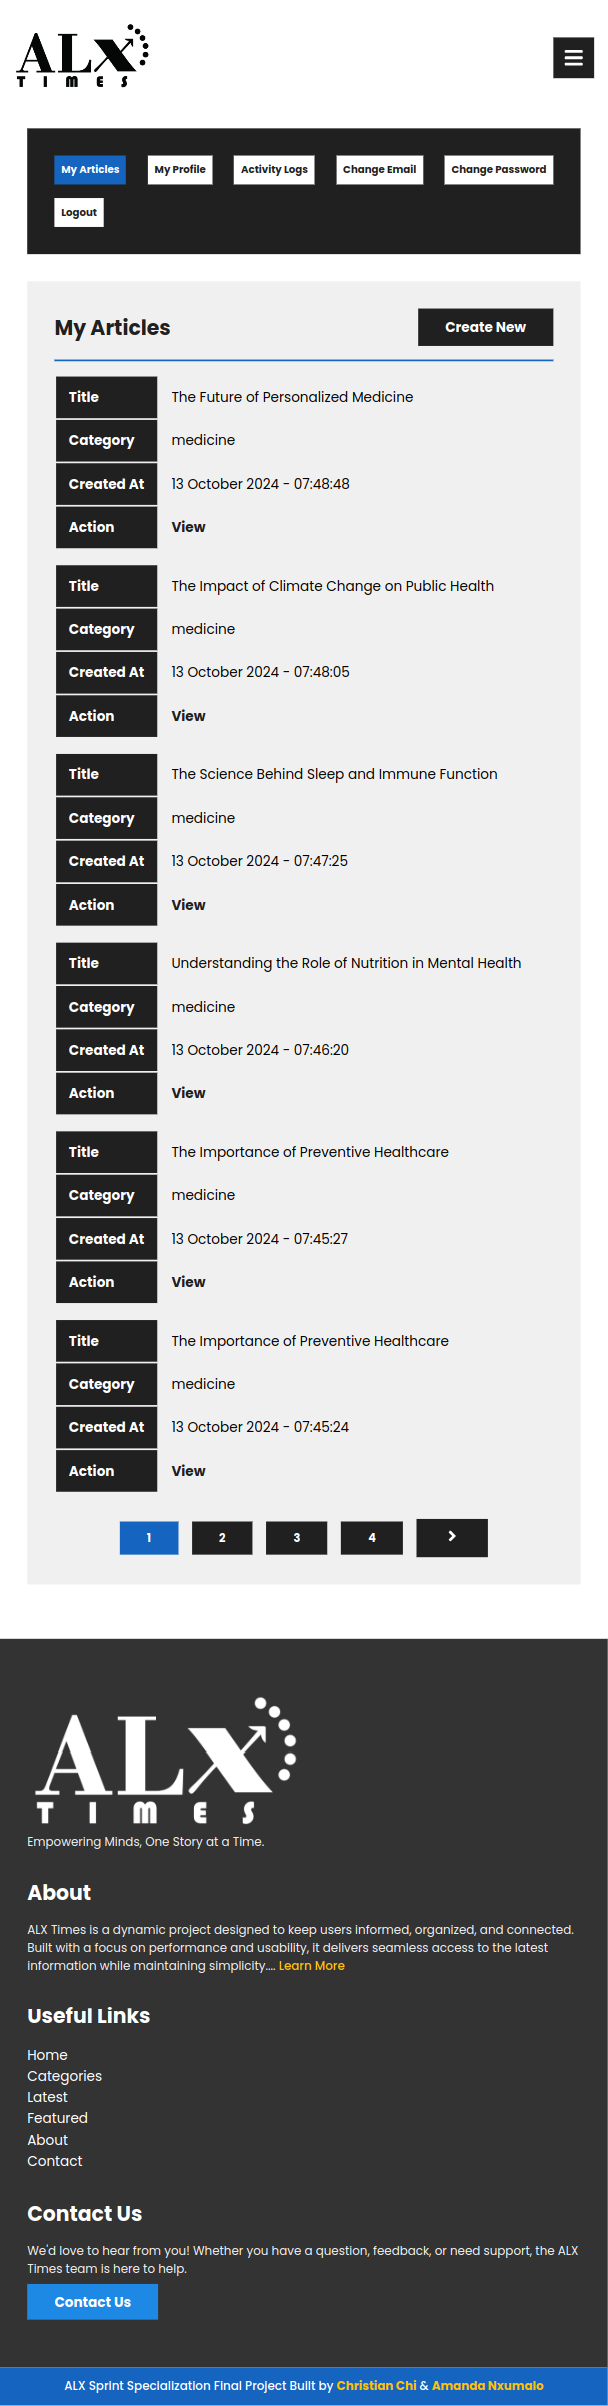 ALX
TIMES
My Articles My Profile Activity Logs Change Email Change Password
Logout
My Articles Create New
Title The Future of Personalized Medicine
Category medicine
Created At 13 October 2024 - 07:48:48
Action View
Title The Impact of Climate Change on Public Health
Category medicine
Created At 13 October 2024 - 07:48:05
Action View
Title The Science Behind Sleep and Immune Function
Category medicine
Created At 13 October 2024 - 07:47:25
Action View
Title Understanding the Role of Nutrition in Mental Health
Category medicine
Created At 13 October 2024 - 07:46:20
Action View
Title The Importance of Preventive Healthcare
Category medicine
Created At 13 October 2024 - 07:45:27
Action View
Title The Importance of Preventive Healthcare
Category medicine
Created At 13 October 2024 - 07:45:24
Action View
1 2 3 4 >
ALX
TIMES
Empowering Minds, One Story at a Time.
About
ALX Times is a dynamic project designed to keep users informed, organized, and connected.
Built with a focus on performance and usability, it delivers seamless access to the latest
information while maintaining simplicity.... Learn More
Useful Links
Home
Categories
Latest
Featured
About
Contact
Contact Us
We'd love to hear from you! Whether you have a question, feedback, or need support, the ALX
Times team is here to help.
Contact Us
ALX Sprint Specialization Final Project Built by Christian Chi & Amanda Nxumalo